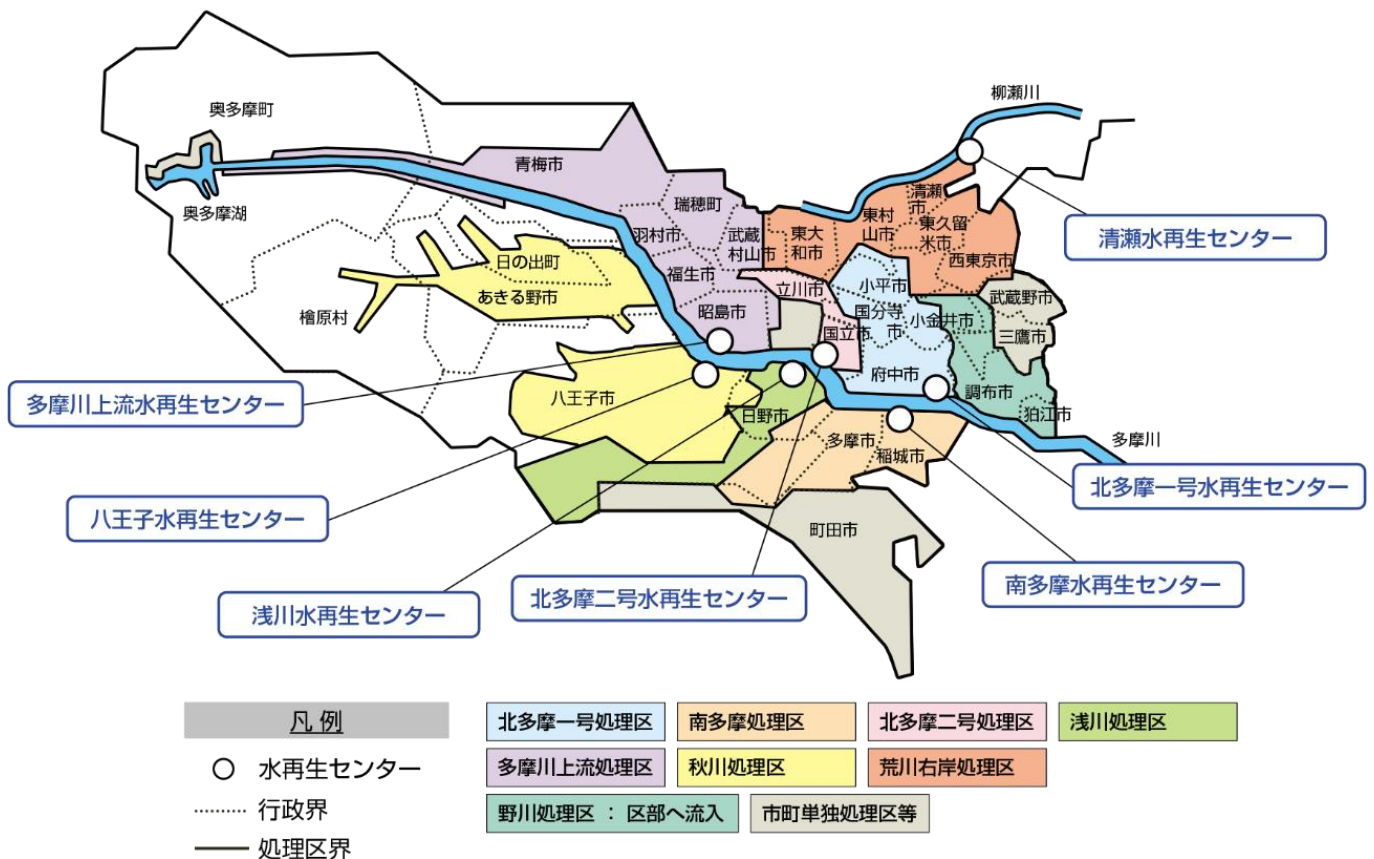 柳瀬川
奥多摩町
青梅市
清瀬市
奥多摩湖
瑞穂町
東村山市
東久留米市
清瀬水再生センター
羽村市
武蔵村山市
東大和市
西東京市
日の出町
福生市
立川市
小平市
武蔵野市
あきる野市
昭島市
国立市
国分寺市
小金井市
三鷹市
檜原村
府中市
調布市
多摩川上流水再生センター
八王子市
日野市
狛江市
多摩市
稲城市
多摩川
北多摩一号水再生センター
八王子水再生センター
町田市
浅川水再生センター
北多摩二号水再生センター
南多摩水再生センター
凡例
水再生センター
行政界
処理区界
北多摩一号処理区
南多摩処理区
北多摩二号処理区
浅川処理区
多摩川上流処理区
秋川処理区
荒川右岸処理区
野川処理区 : 区部へ流入
市町単独処理区等